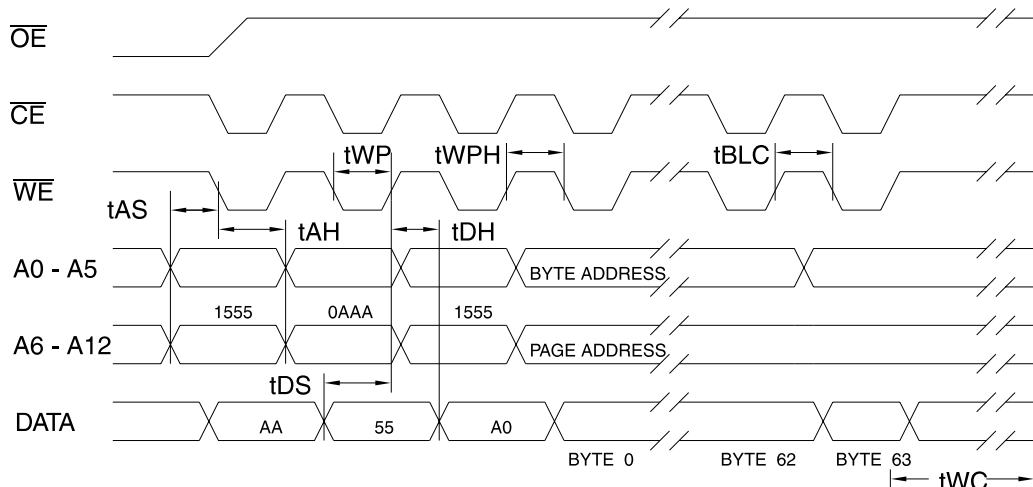 OE
CE
tWP tWPH tBLC
WE
tAS
tAH tDH
A0 - A5 BYTE ADDRESS
1555 0AAA 1555
A6 - A12 PAGE ADDRESS
tDS
DATA AA 55 A0
BYTE 0 BYTE 62 BYTE 63
tWC